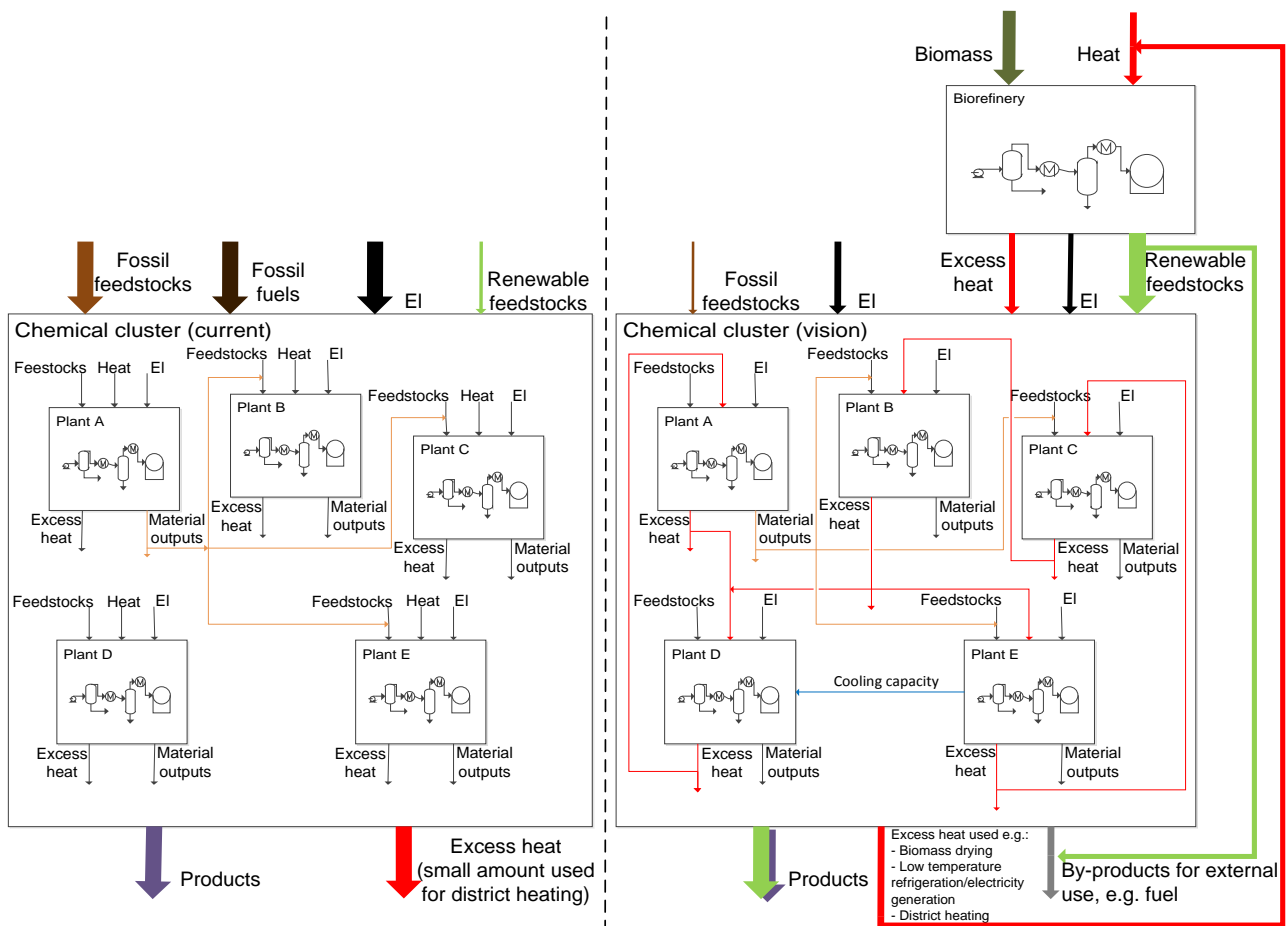 Fossil
feedstocks
Fossil
fuels
El
Renewable
feedstocks
Chemical cluster (current)
Feestocks
Heat
El
Plant A
M
M
Excess
heat
Material
outputs
Feedstocks
Heat
El
Plant B
M
M
Excess
heat
Material
outputs
Feedstocks
Heat
El
Plant C
M
M
Excess
heat
Material
outputs
Feedstocks
Heat
El
Plant D
M
M
Excess
heat
Material
outputs
Feedstocks
Heat
El
Plant E
M
M
Excess
heat
Material
outputs
Products
Excess heat
(small amount used
for district heating)
Biomass
Heat
Biorefinery
M
M
Fossil
feedstocks
El
Excess
heat
El
Renewable
feedstocks
Chemical cluster (vision)
Feedstocks
El
Plant A
M
M
Excess
heat
Material
outputs
Feedstocks
El
Plant B
M
M
Excess
heat
Material
outputs
Feedstocks
El
Plant C
M
M
Excess
heat
Material
outputs
Feedstocks
El
Plant D
M
M
Excess
heat
Material
outputs
Cooling capacity
Feedstocks
El
Plant E
M
M
Excess
heat
Material
outputs
Products
Excess heat used e.g.:
- Biomass drying
- Low temperature
refrigeration/electricity
generation
- District heating
By-products for external
use, e.g. fuel